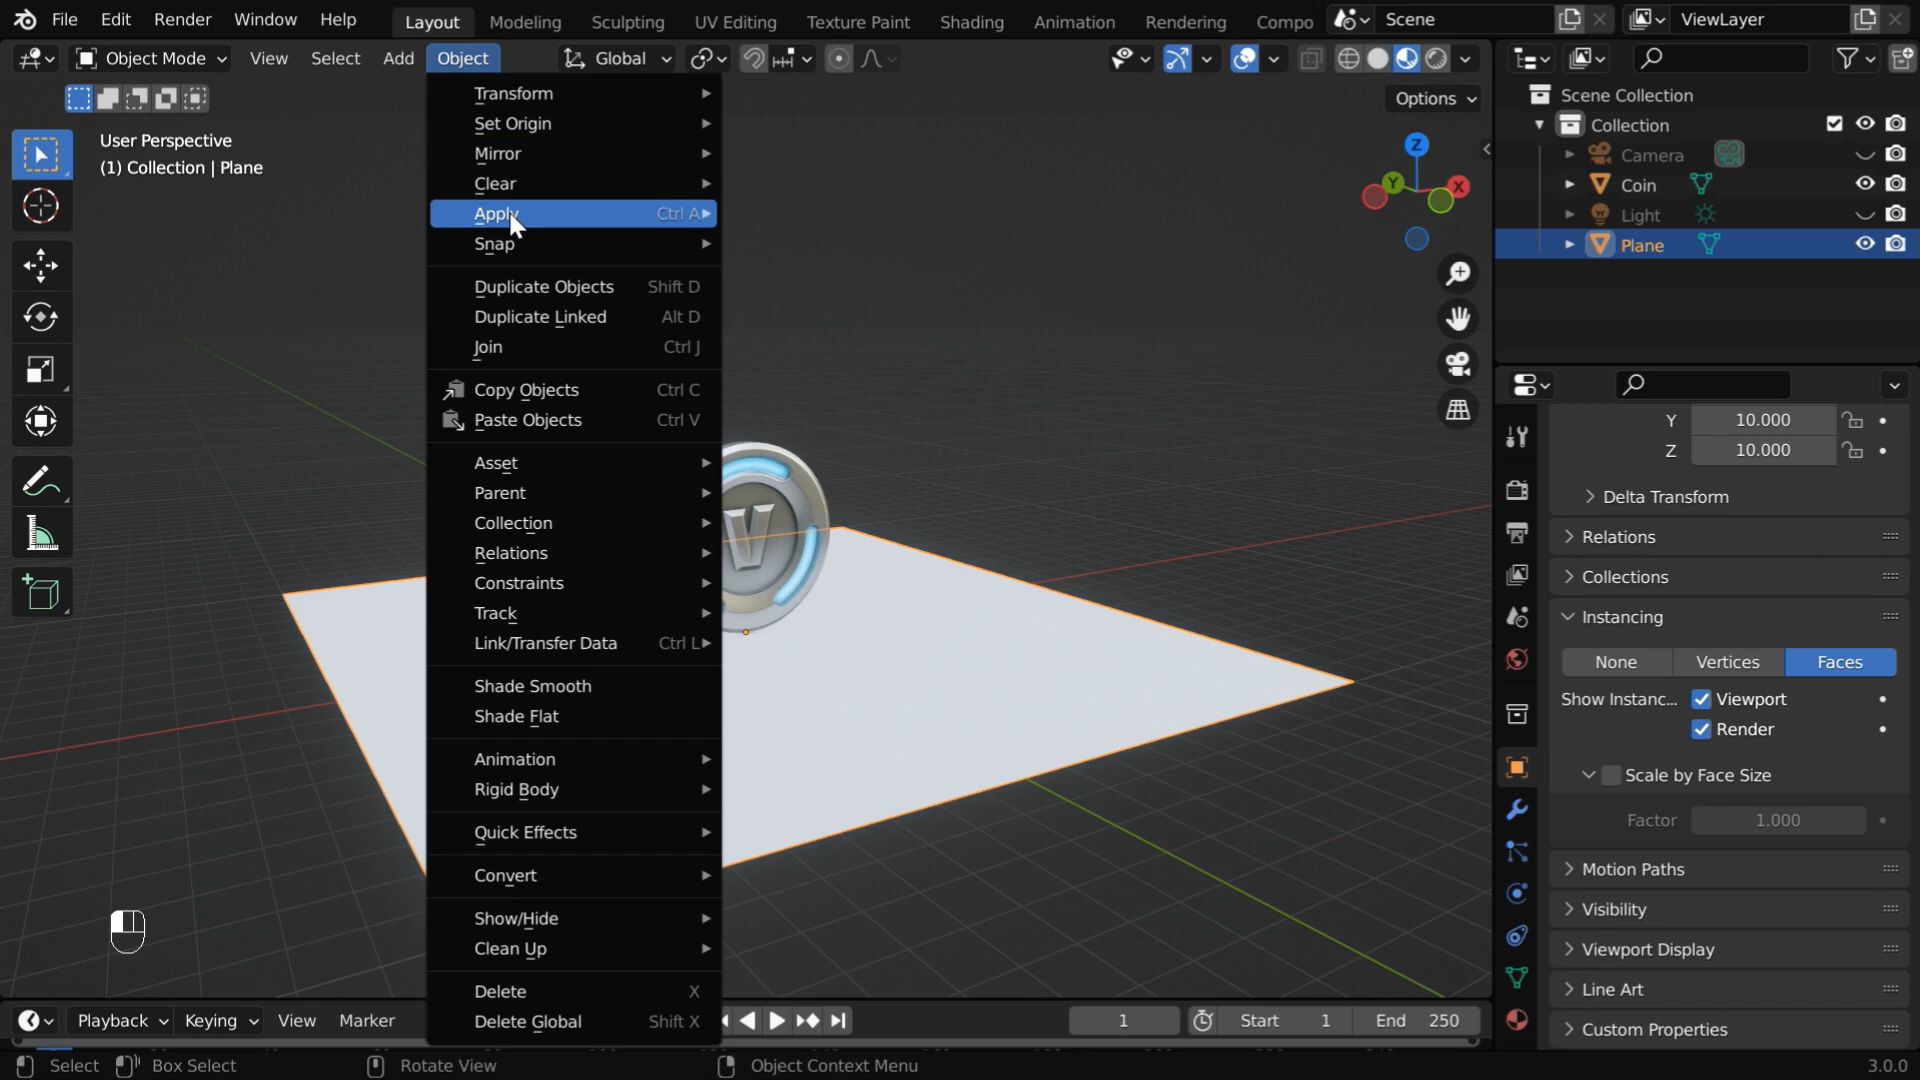 File Edit Render Window Help Layout Modeling Sculpting UV Editing Texture Paint Shading Animation Rendering Compo Scene ViewLayer
Object Mode View Select Add Object Global
Options
User Perspective
(1) Collection | Plane
Transform
Set Origin
Mirror
Clear
Apply Ctrl A
Snap
Duplicate Objects Shift D
Duplicate Linked Alt D
Join Ctrl J
Copy Objects Ctrl C
Paste Objects Ctrl V
Asset
Parent
Collection
Relations
Constraints
Track
Link/Transfer Data Ctrl L
Shade Smooth
Shade Flat
Animation
Rigid Body
Quick Effects
Convert
Show/Hide
Clean Up
Delete X
Delete Global Shift X
V
Z
Y
X
Scene Collection
Collection
Camera
Coin
Light
Plane
Y 10.000
Z 10.000
Delta Transform
Relations
Collections
Instancing
None Vertices Faces
Show Instanc... Viewport
Render
Scale by Face Size
Factor 1.000
Motion Paths
Visibility
Viewport Display
Line Art
Custom Properties
Playback Keying View Marker 1 Start 1 End 250
Select Box Select Rotate View Object Context Menu 3.0.0